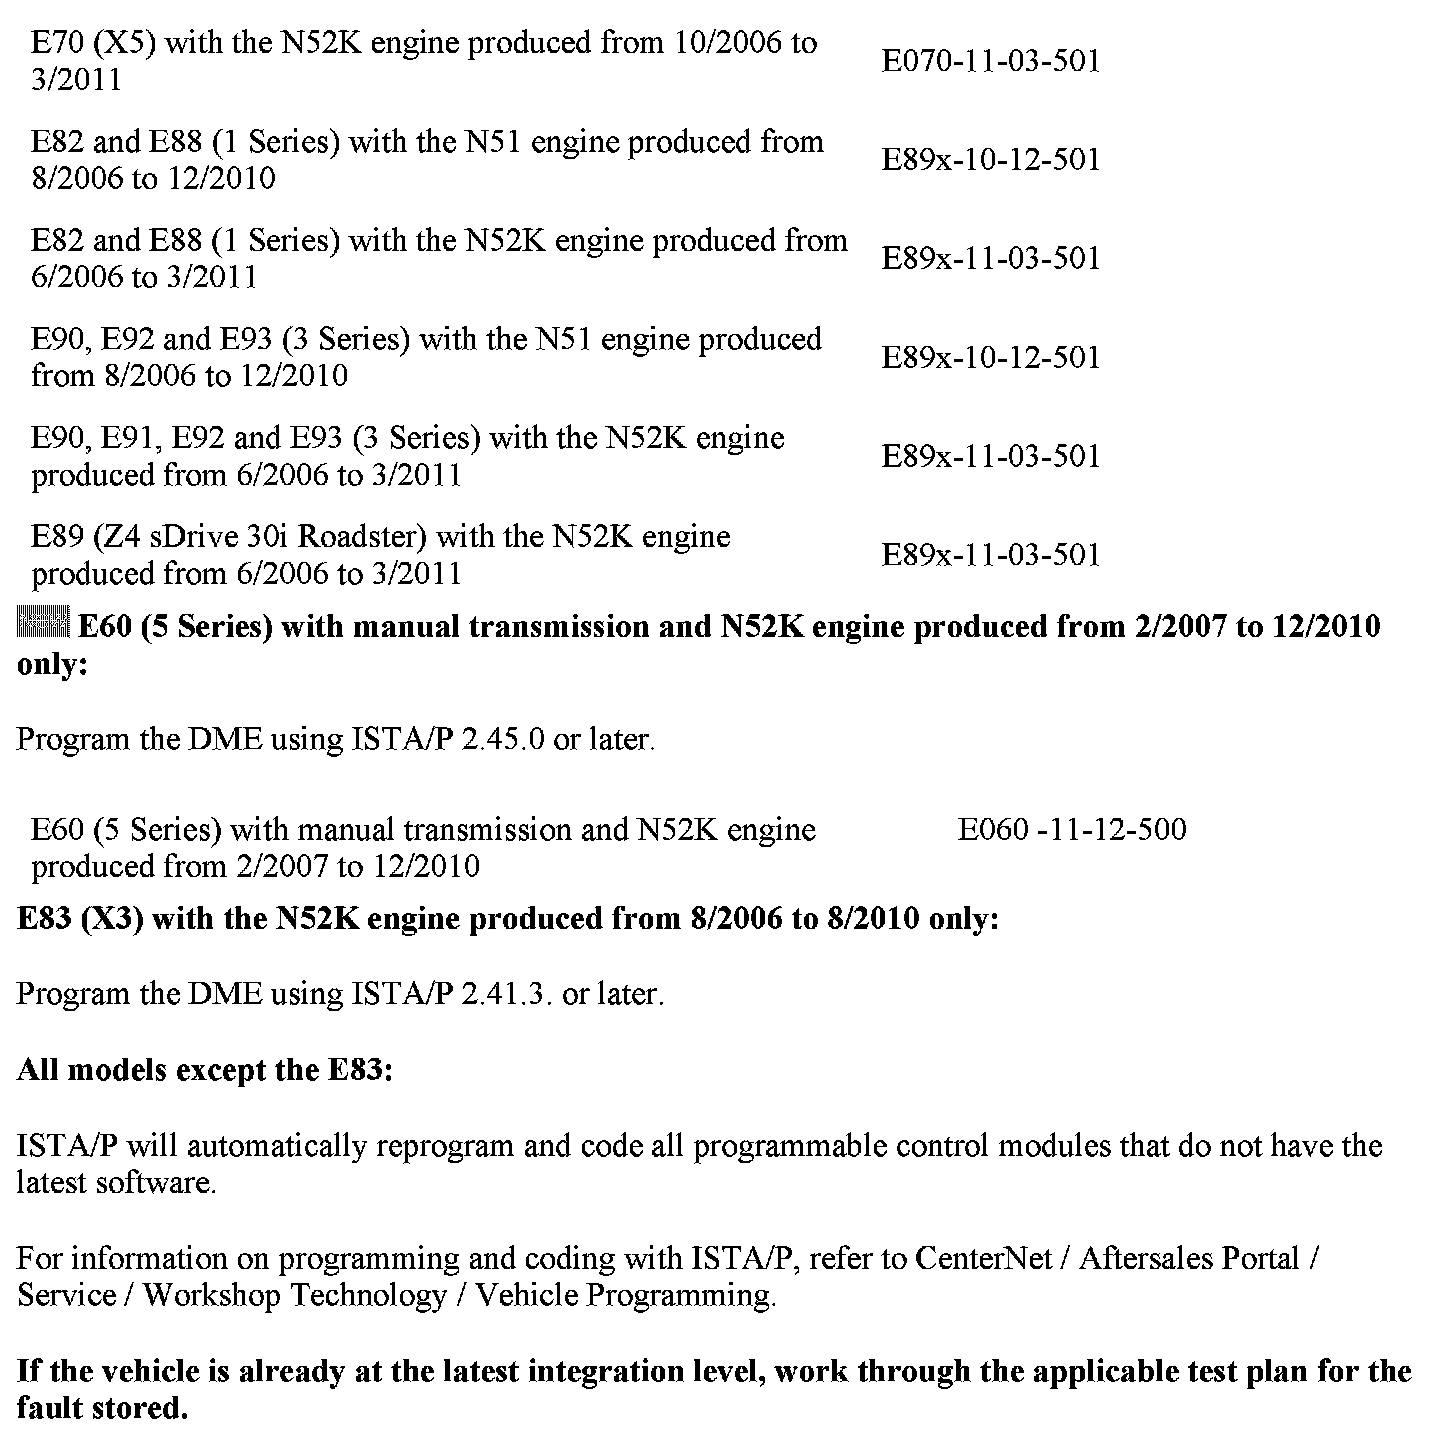 E70 (X5) with the N52K engine produced from 10/2006 to
3/2011
E070-11-03-501
E82 and E88 (1 Series) with the N51 engine produced from
8/2006 to 12/2010
E89x-10-12-501
E82 and E88 (1 Series) with the N52K engine produced from
6/2006 to 3/2011
E89x-11-03-501
E90, E92 and E93 (3 Series) with the N51 engine produced
from 8/2006 to 12/2010
E89x-10-12-501
E90, E91, E92 and E93 (3 Series) with the N52K engine
produced from 6/2006 to 3/2011
E89x-11-03-501
E89 (Z4 sDrive 30i Roadster) with the N52K engine
produced from 6/2006 to 3/2011
E89x-11-03-501
E60 (5 Series) with manual transmission and N52K engine produced from 2/2007 to 12/2010
only:
Program the DME using ISTA/P 2.45.0 or later.
E60 (5 Series) with manual transmission and N52K engine
produced from 2/2007 to 12/2010
E060 -11-12-500
E83 (X3) with the N52K engine produced from 8/2006 to 8/2010 only:
Program the DME using ISTA/P 2.41.3. or later.
All models except the E83:
ISTA/P will automatically reprogram and code all programmable control modules that do not have the
latest software.
For information on programming and coding with ISTA/P, refer to CenterNet / Aftersales Portal /
Service / Workshop Technology / Vehicle Programming.
If the vehicle is already at the latest integration level, work through the applicable test plan for the
fault stored.